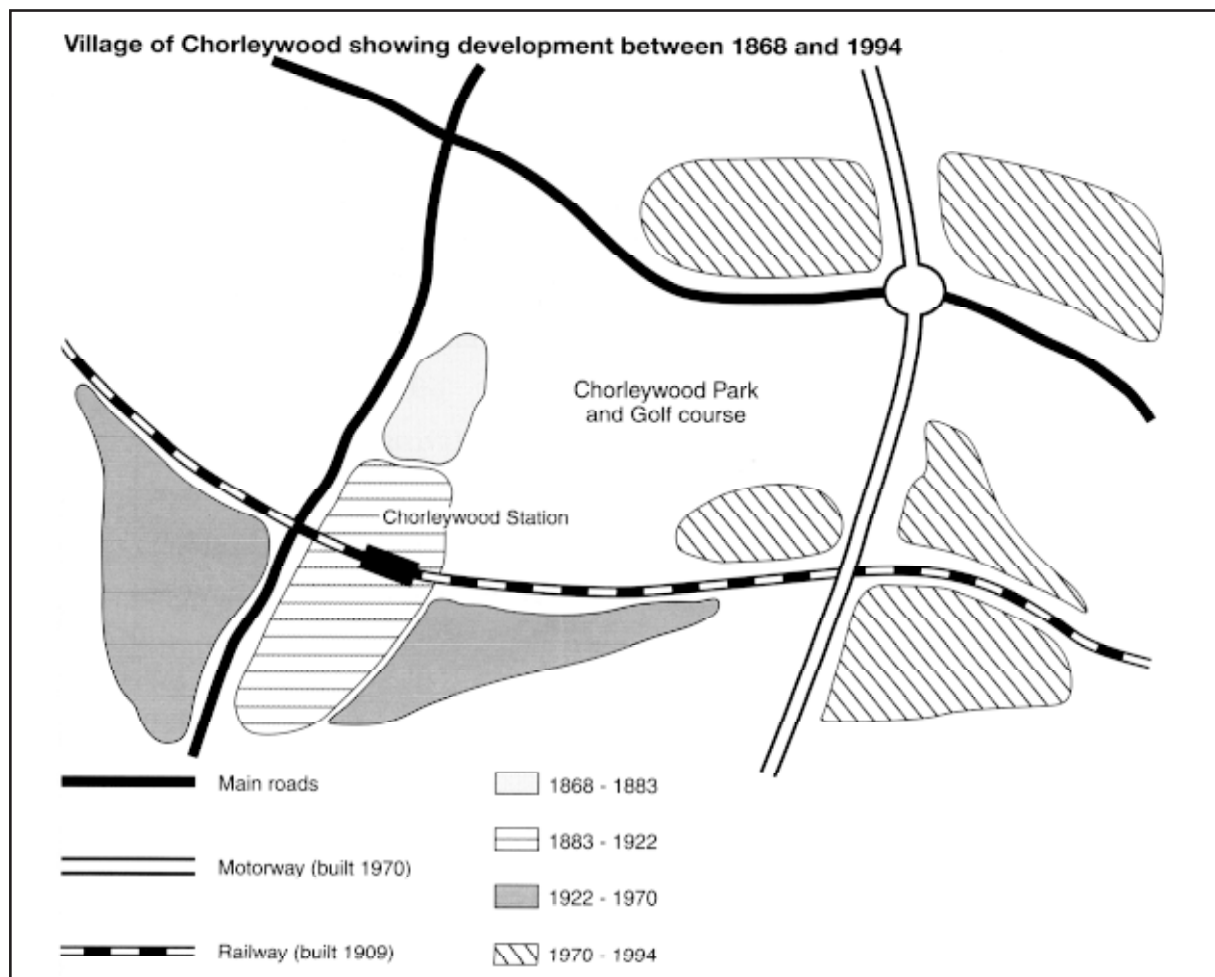 Village of Chorleywood showing development between 1868 and 1994
Chorleywood Park
and Golf course
Chorleywood Station
Main roads
Motorway (built 1970)
Railway (built 1909)
1868 - 1883
1883 - 1922
1922 - 1970
1970 - 1994